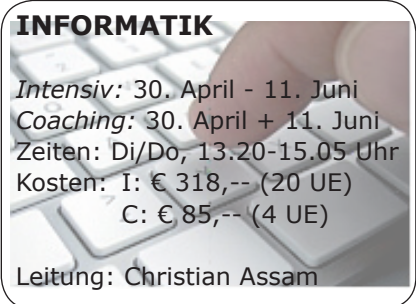 INFORMATIK
Intensiv: 30. April - 11. Juni
Coaching: 30. April + 11. Juni
Zeiten: Di/Do, 13.20-15.05 Uhr
Kosten: I: € 318,-- (20 UE)
C: € 85,-- (4 UE)
Leitung: Christian Assam